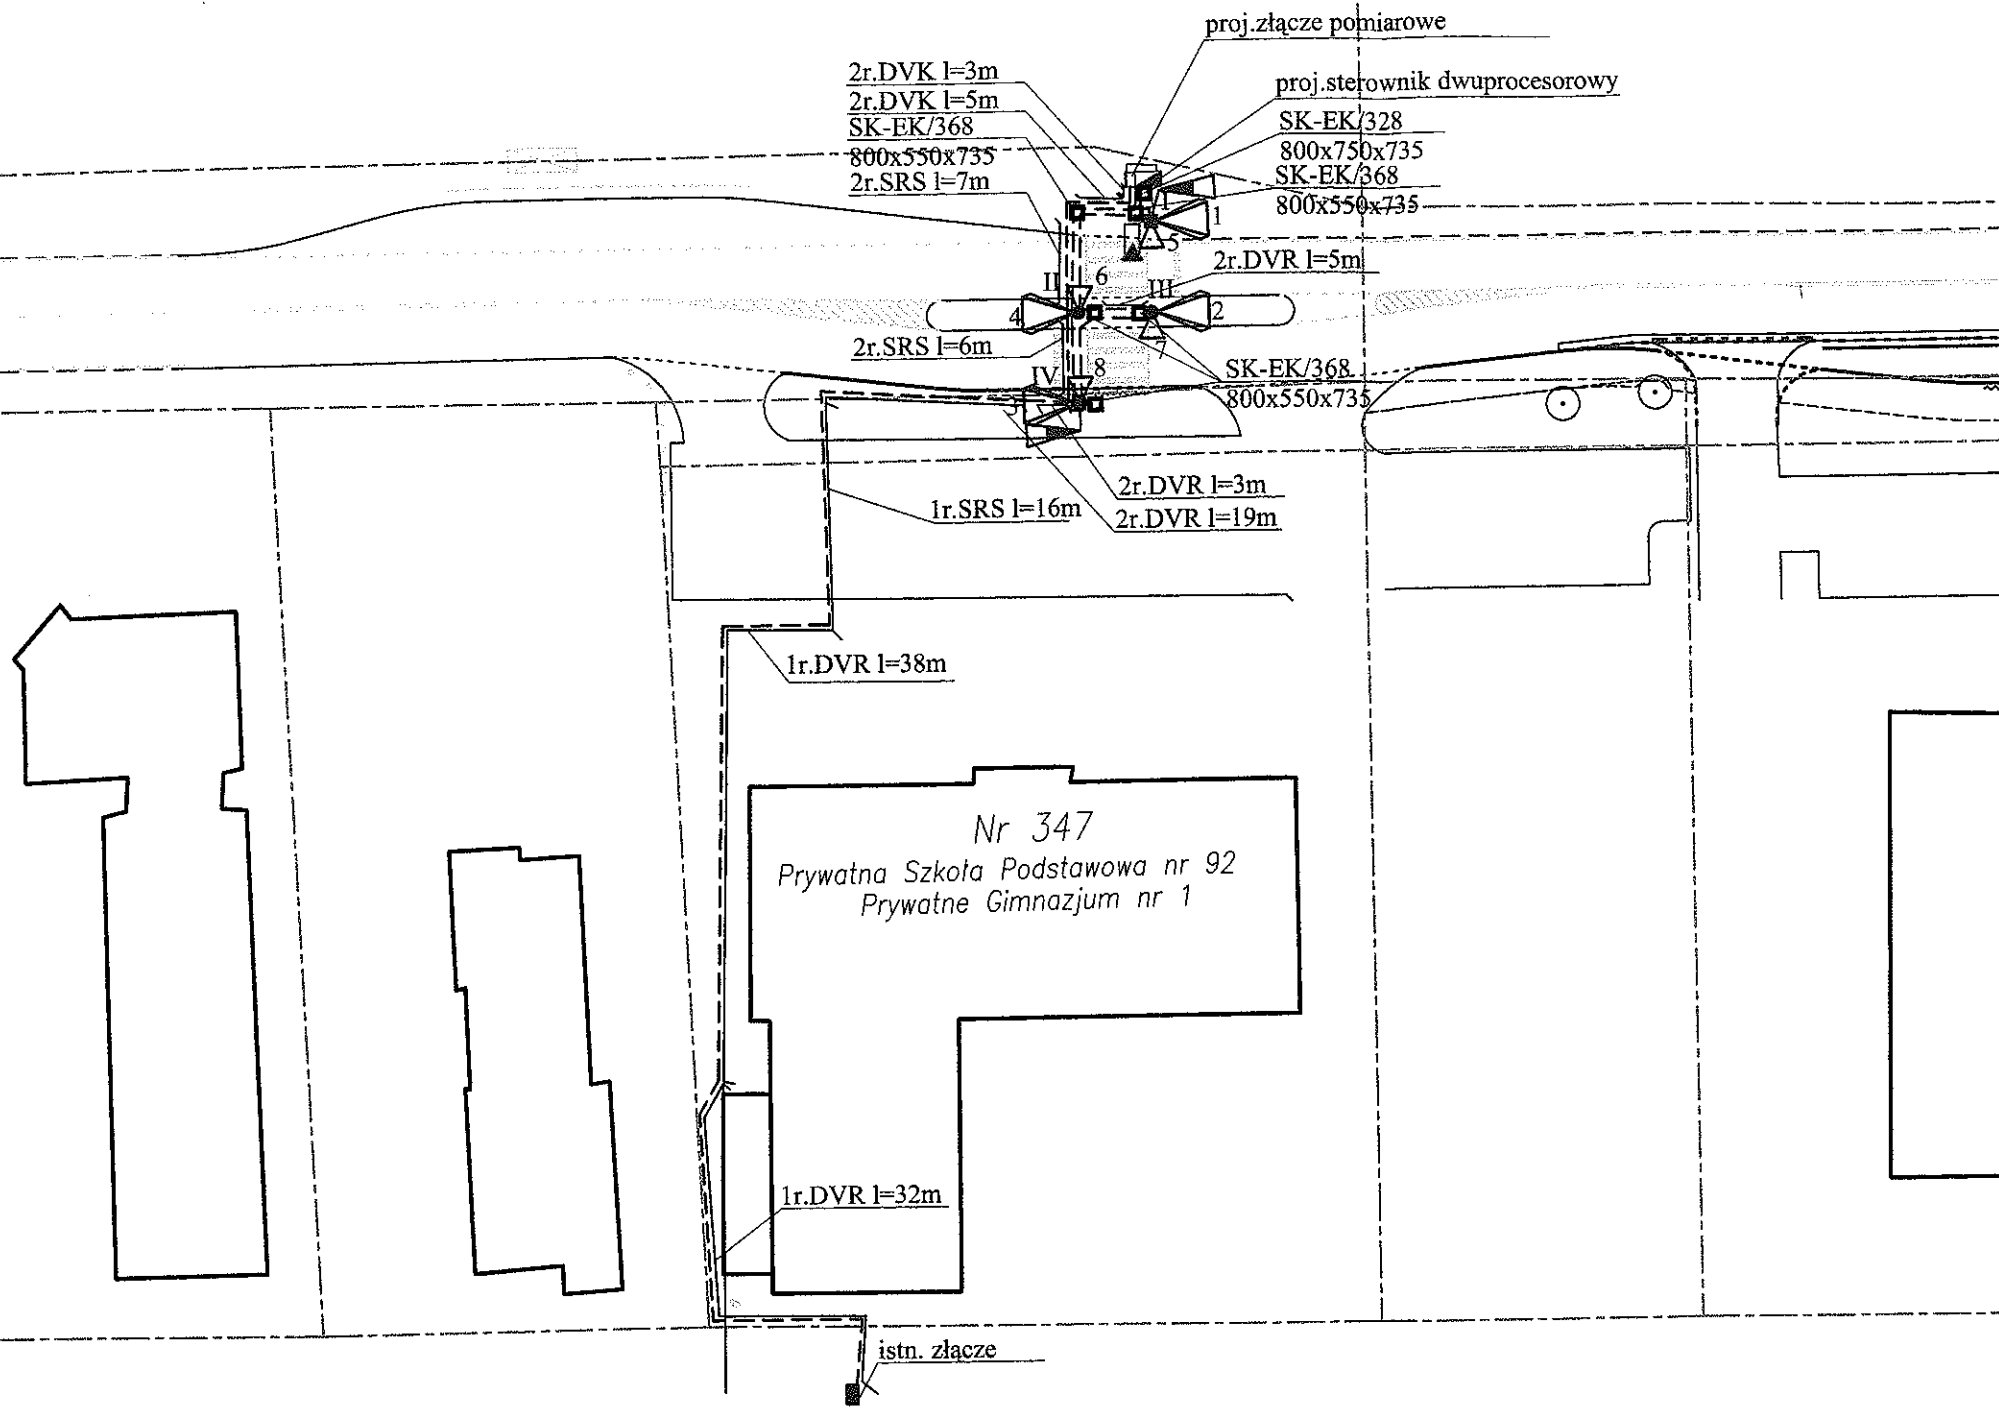 proj.złącze pomiarowe
2r.DVK l=3m
2r.DVK l=5m
SK-EK/368
800x550x735
2r.SRS l=7m
proj.sterownik dwuprocesorowy
SK-EK/328
800x750x735
SK-EK/368
800x550x735
I
1
5
2r.DVR l=5m
II
6
III
4
2
7
2r.SRS l=6m
IV
8
3
SK-EK/368
800x550x735
2r.DVR l=3m
2r.DVR l=19m
1r.SRS l=16m
1r.DVR l=38m
Nr 347
Prywatna Szkoła Podstawowa nr 92
Prywatne Gimnazjum nr 1
1r.DVR l=32m
istn. złącze